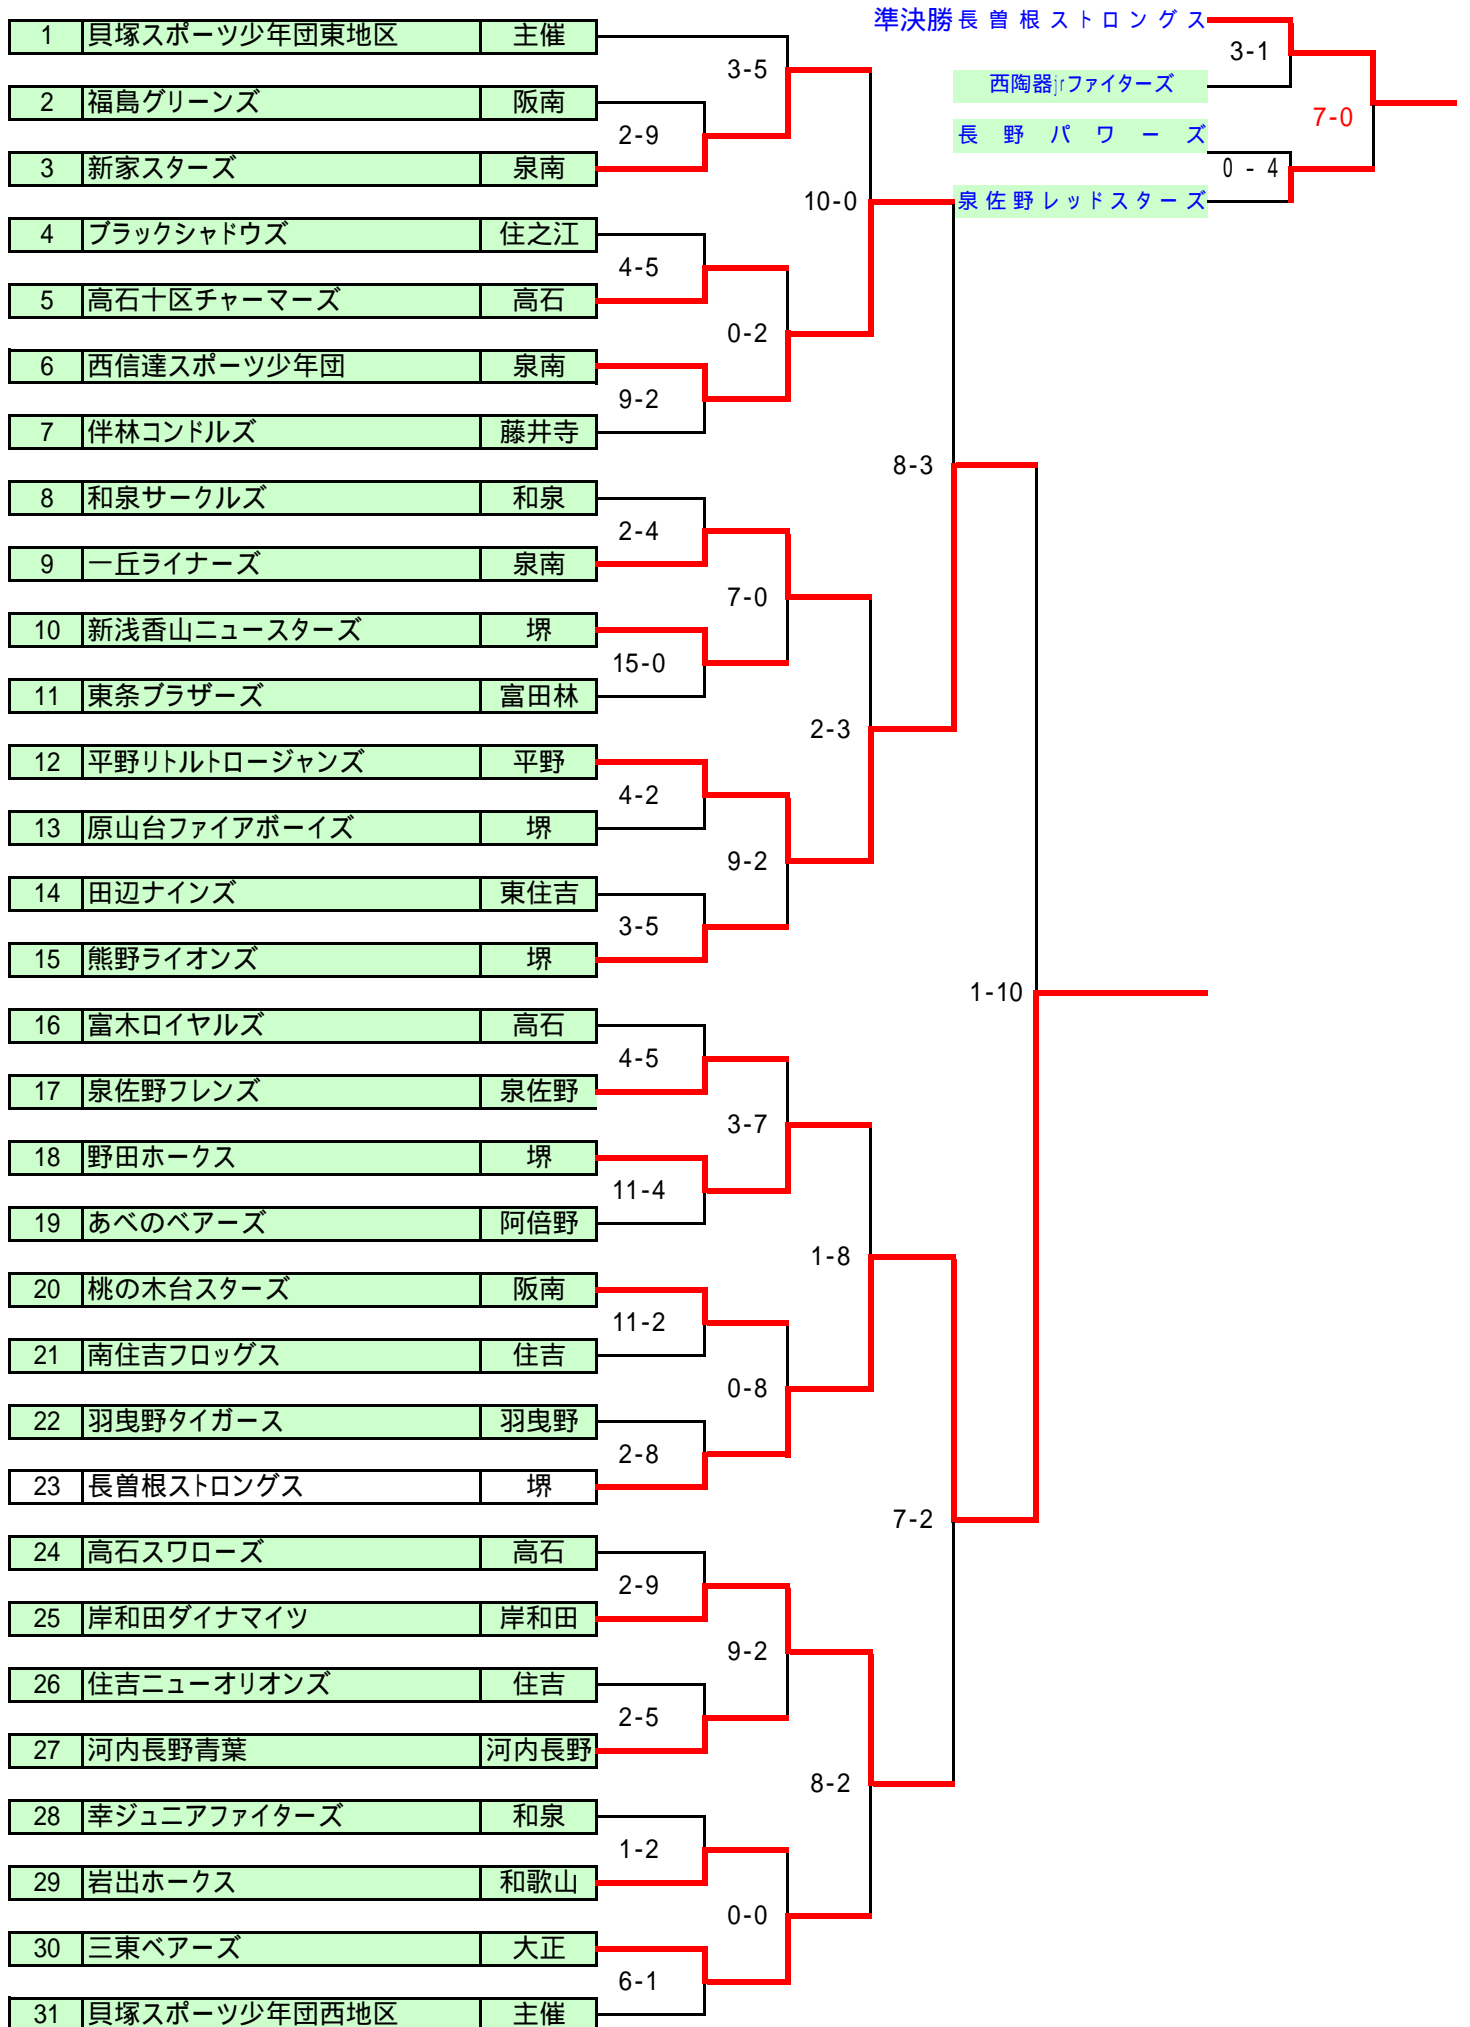 準決勝 長曽根ストロングス
3-1
西陶器jrファイターズ
7-0
長野パワーズ
0 - 4
泉佐野レッドスターズ
1 貝塚スポーツ少年団東地区 主催
3-5
2 福島グリーンズ 阪南
2-9
3 新家スターズ 泉南
10-0
4 ブラックシャドウズ 住之江
4-5
5 高石十区チャーマーズ 高石
0-2
6 西信達スポーツ少年団 泉南
9-2
7 伴林コンドルズ 藤井寺
8-3
8 和泉サークルズ 和泉
2-4
9 一丘ライナーズ 泉南
7-0
10 新浅香山ニュースターズ 堺
15-0
11 東条ブラザーズ 富田林
2-3
12 平野リトルトロージャンズ 平野
4-2
13 原山台ファイアボーイズ 堺
9-2
14 田辺ナインズ 東住吉
3-5
15 熊野ライオンズ 堺
1-10
16 富木ロイヤルズ 高石
4-5
17 泉佐野フレンズ 泉佐野
3-7
18 野田ホークス 堺
11-4
19 あべのベアーズ 阿倍野
1-8
20 桃の木台スターズ 阪南
11-2
21 南住吉フロッグス 住吉
0-8
22 羽曳野タイガース 羽曳野
2-8
23 長曽根ストロングス 堺
7-2
24 高石スワローズ 高石
2-9
25 岸和田ダイナマイツ 岸和田
9-2
26 住吉ニューオリオンズ 住吉
2-5
27 河内長野青葉 河内長野
8-2
28 幸ジュニアファイターズ 和泉
1-2
29 岩出ホークス 和歌山
0-0
30 三東ベアーズ 大正
6-1
31 貝塚スポーツ少年団西地区 主催